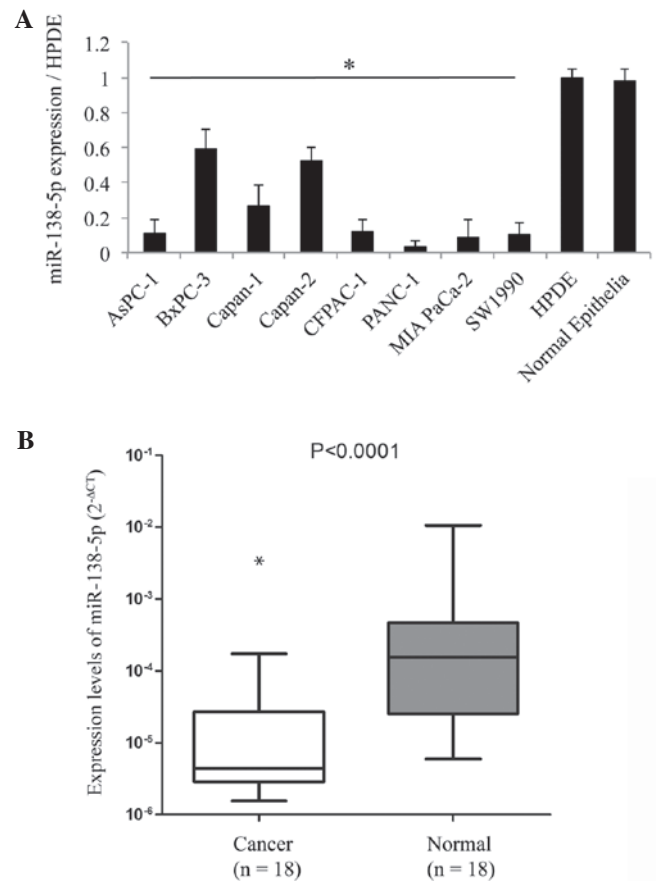 A
miR-138-5p expression / HPDE
1.2
1
0.8
0.6
0.4
0.2
0
*
AsPC-1
BxPC-3
Capan-1
Capan-2
CFPAC-1
PANC-1
MIA PaCa-2
SW1990
HPDE
Normal Epithelia
B
P<0.0001
Expression levels of miR-138-5p (2^-ΔCT)
10^-1
10^-2
10^-3
10^-4
10^-5
10^-6
*
Cancer
(n = 18)
Normal
(n = 18)